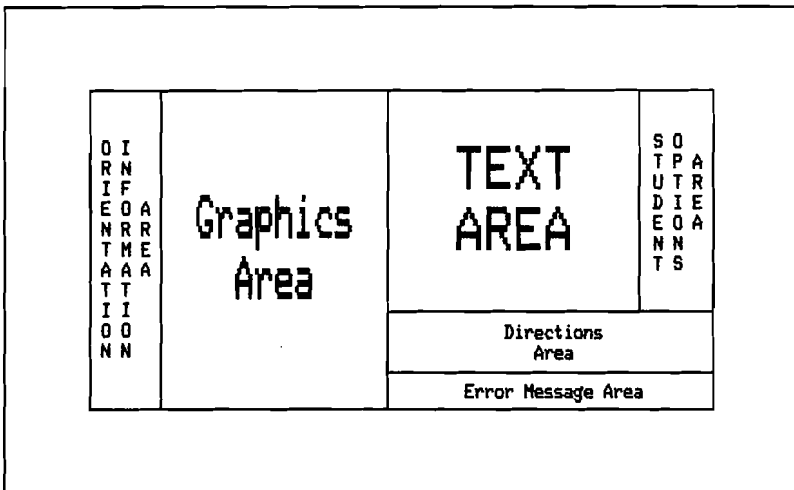 ORIENTATION
INFORMATION
AREA
Graphics
Area
TEXT
AREA
STUDENT
OPTIONS
AREA
Directions
Area
Error Message Area